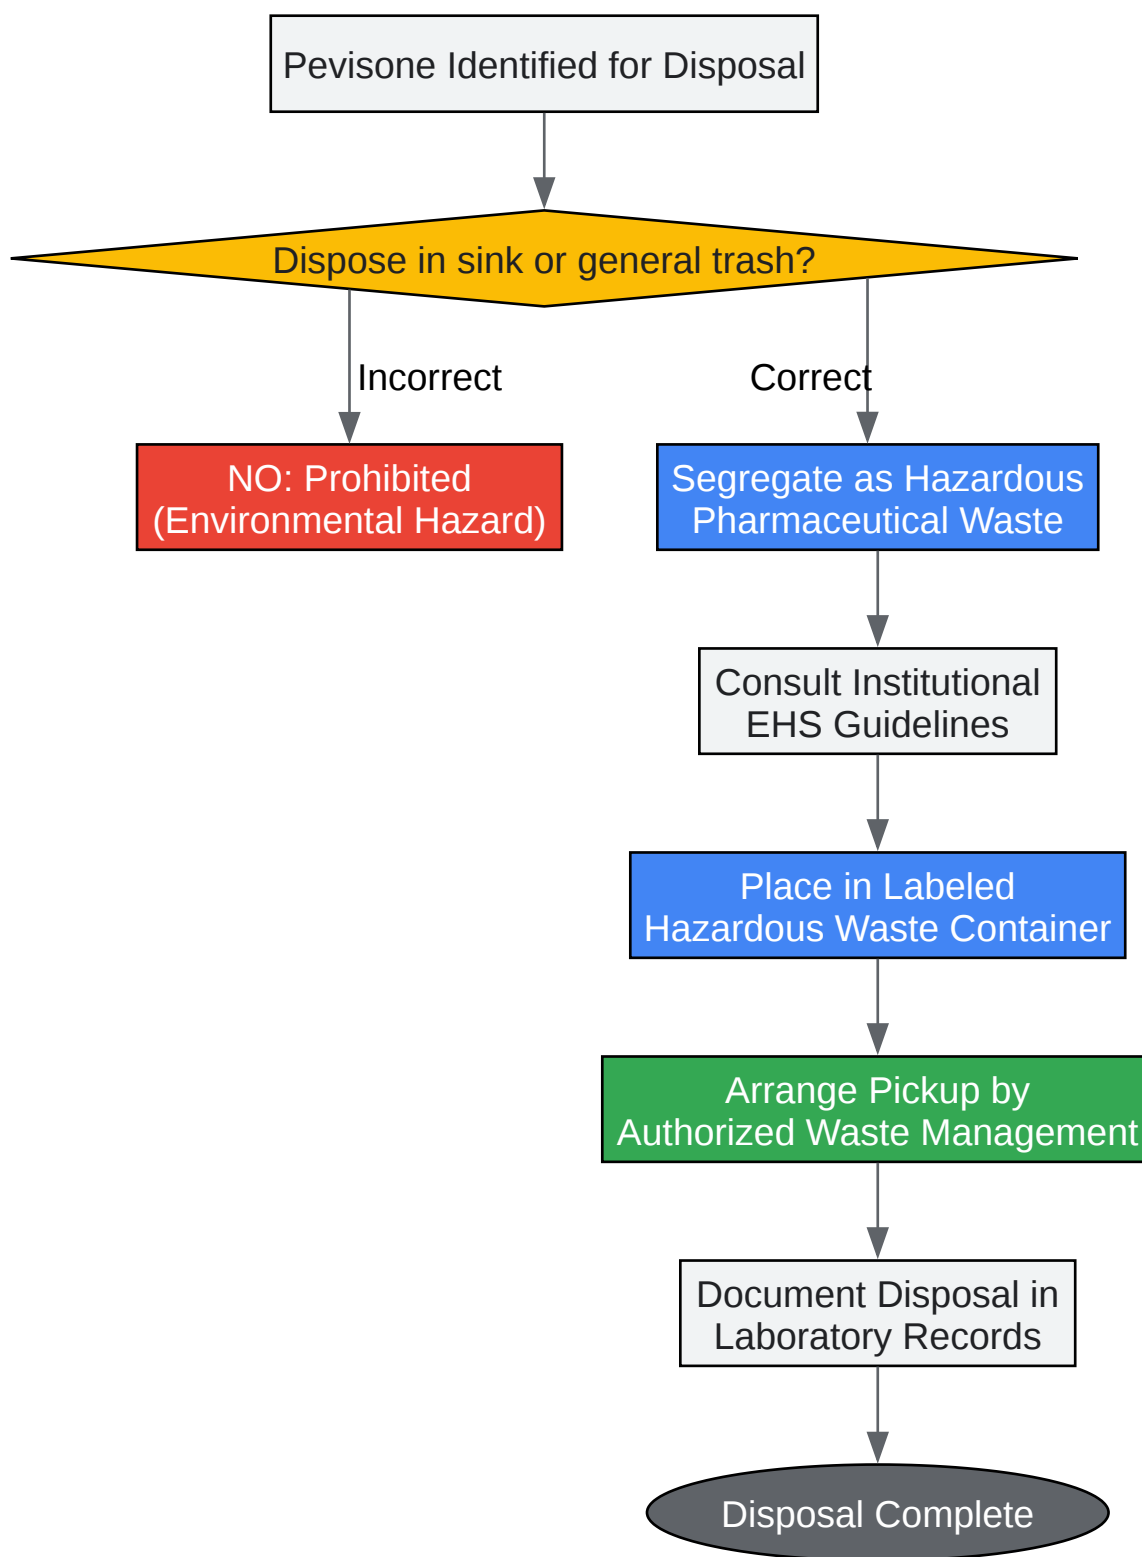 Pevisone Identified for Disposal
Dispose in sink or general trash?
Incorrect
Correct
NO: Prohibited
(Environmental Hazard)
Segregate as Hazardous
Pharmaceutical Waste
Consult Institutional
EHS Guidelines
Place in Labeled
Hazardous Waste Container
Arrange Pickup by
Authorized Waste Management
Document Disposal in
Laboratory Records
Disposal Complete